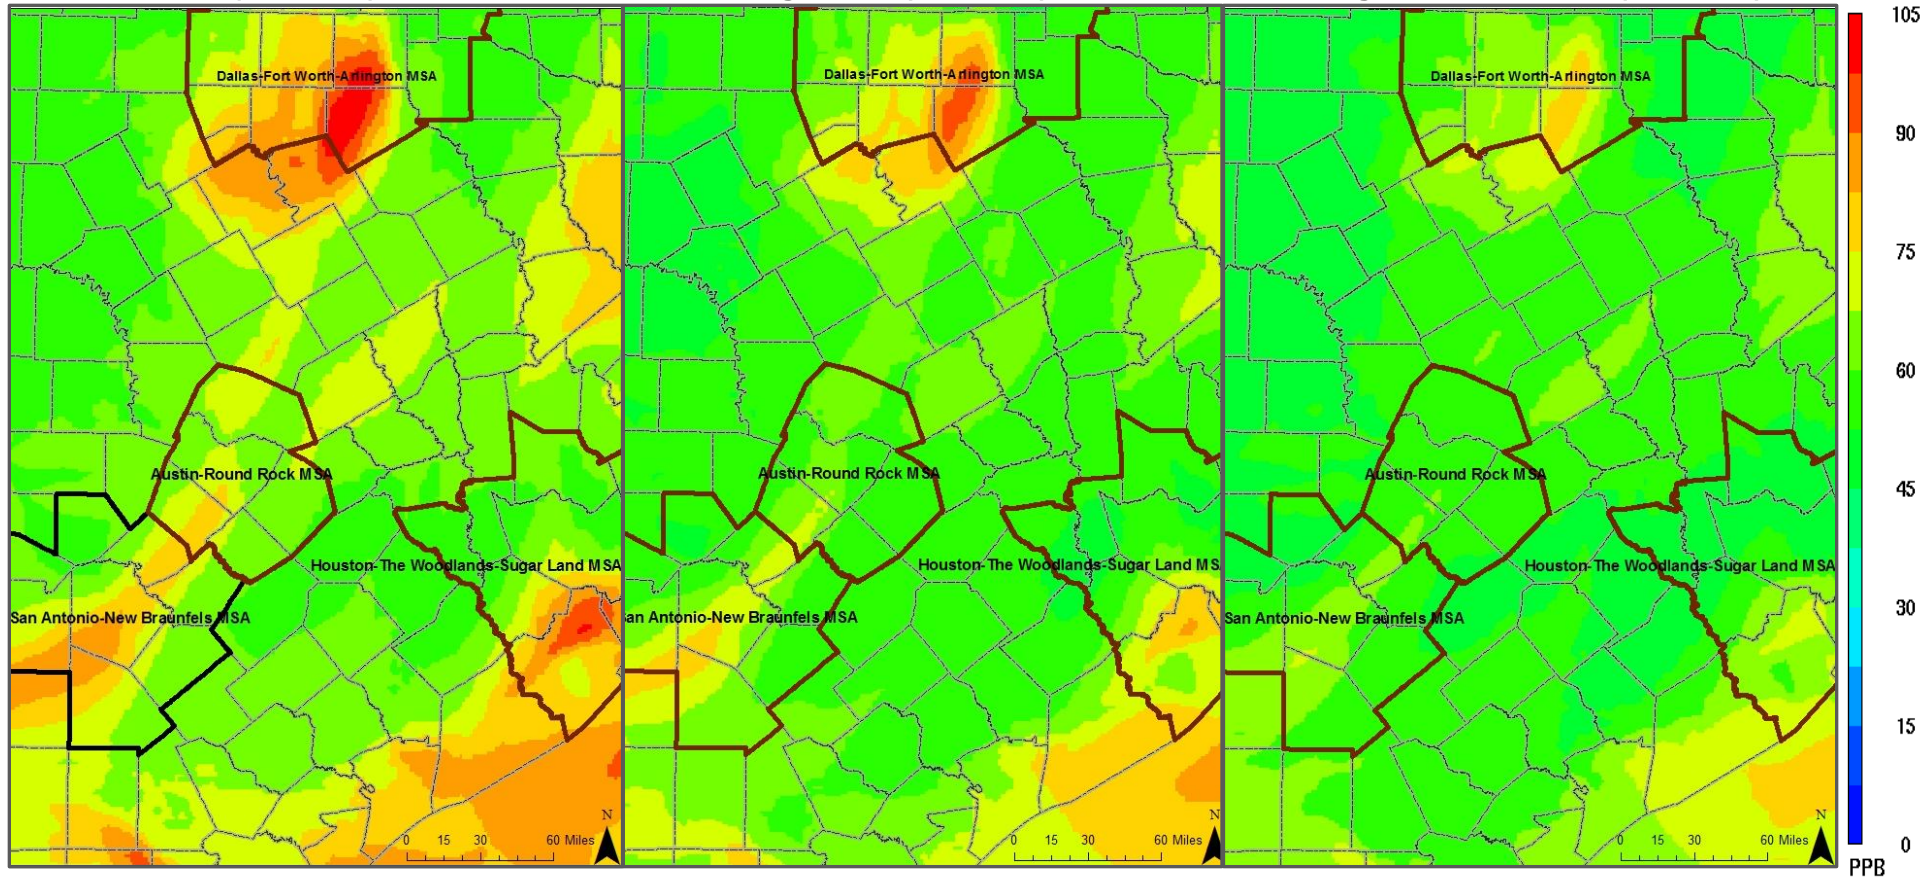 Dallas-Fort Worth-Arlington MSA
Austin-Round Rock MSA
Houston-The Woodlands-Sugar Land MSA
San Antonio-New Braunfels MSA
N
0 15 30 60 Miles
Dallas-Fort Worth-Arlington MSA
Austin-Round Rock MSA
Houston-The Woodlands-Sugar Land MS
an Antonio-New Braunfels MSA
N
0 15 30 60 Miles
Dallas-Fort Worth-Arlington MSA
Austin-Round Rock MSA
Houston-The Woodlands-Sugar Land MSA
San Antonio-New Braunfels MSA
N
0 15 30 60 Miles
105
90
75
60
45
30
15
0
PPB